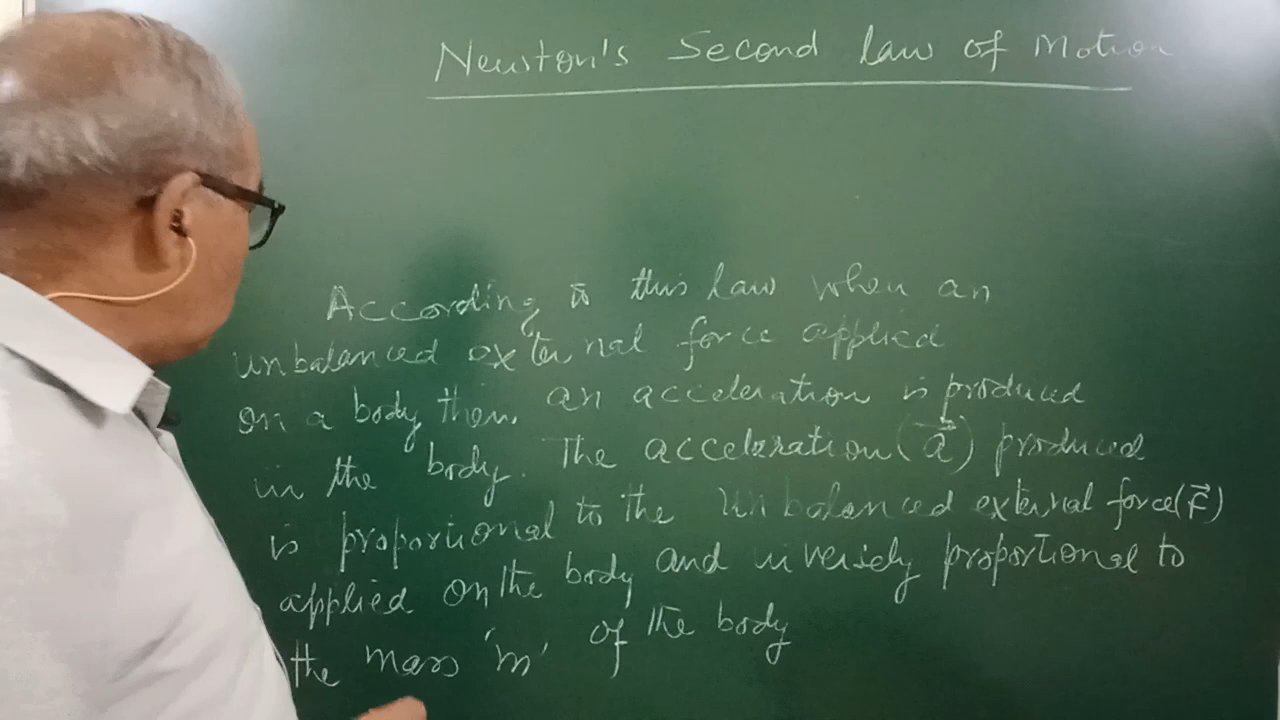 Newston's Second law of Motion
According to this law when an
unbalanced external force applied
on a body then. an acceleration is produced
in the body. The acceleration (a⃗) produced
is proportional to the unbalanced external force (F⃗)
applied on the body and inversely proportional to
the mass 'm' of the body